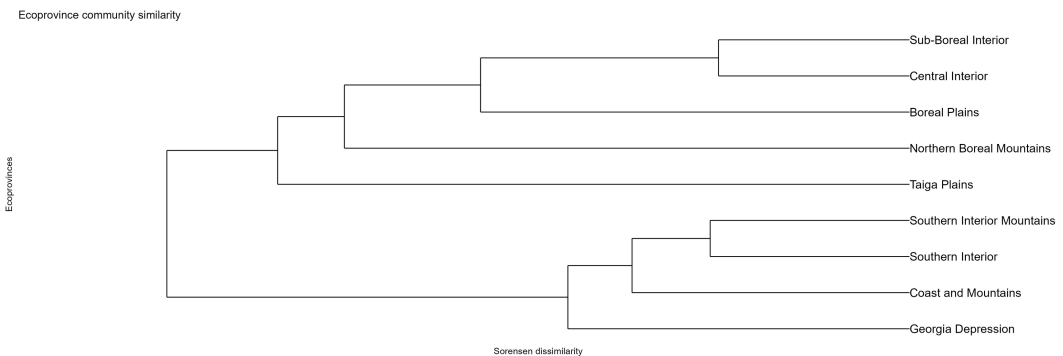 Ecoprovince community similarity
Sub-Boreal Interior
Central Interior
Boreal Plains
Northern Boreal Mountains
Taiga Plains
Southern Interior Mountains
Southern Interior
Coast and Mountains
Georgia Depression
Ecoprovinces
Sorensen dissimilarity